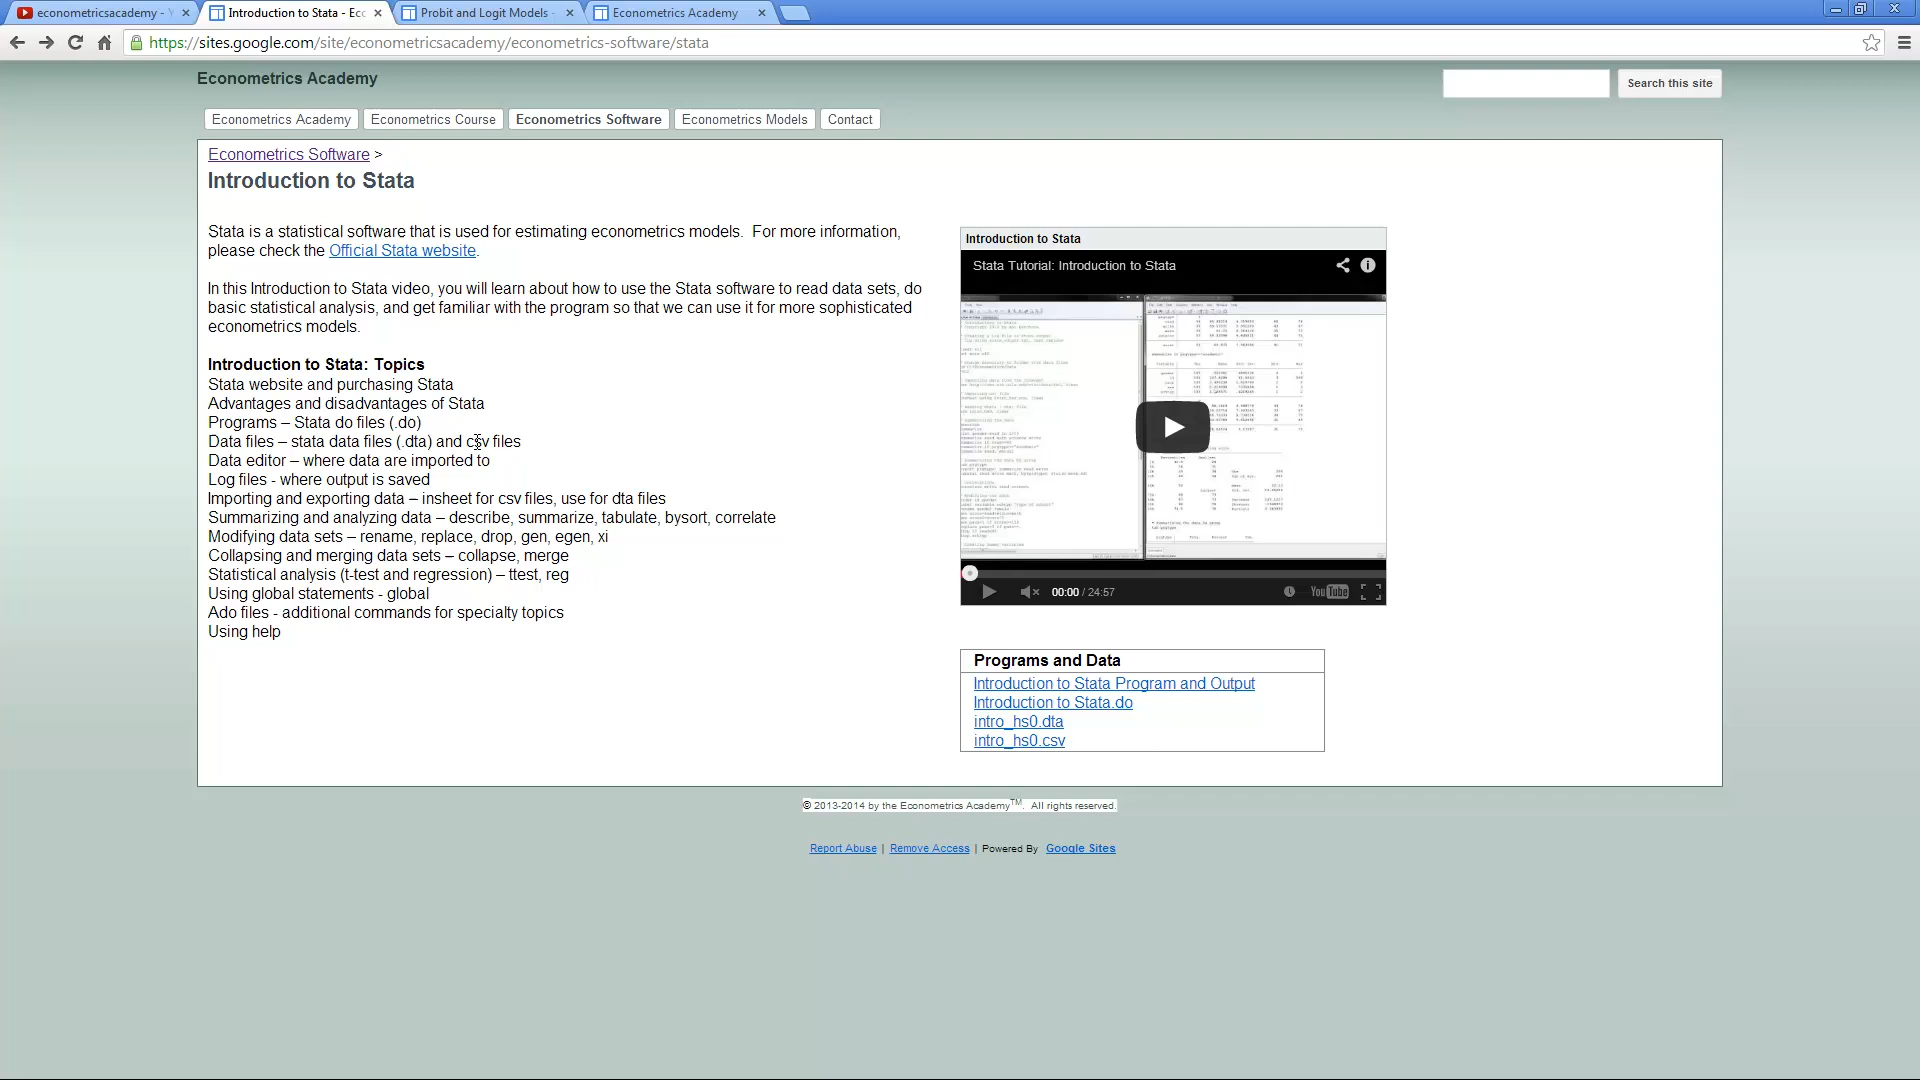 econometricsacademy - Y
Introduction to Stata - Ecc
Probit and Logit Models -
Econometrics Academy
https://sites.google.com/site/econometricsacademy/econometrics-software/stata
Econometrics Academy
Search this site
Econometrics Academy
Econometrics Course
Econometrics Software
Econometrics Models
Contact
Econometrics Software >
Introduction to Stata
Stata is a statistical software that is used for estimating econometrics models.  For more information,
please check the Official Stata website.
In this Introduction to Stata video, you will learn about how to use the Stata software to read data sets, do
basic statistical analysis, and get familiar with the program so that we can use it for more sophisticated
econometrics models.
Introduction to Stata: Topics
Stata website and purchasing Stata
Advantages and disadvantages of Stata
Programs – Stata do files (.do)
Data files – stata data files (.dta) and csv files
Data editor – where data are imported to
Log files - where output is saved
Importing and exporting data – insheet for csv files, use for dta files
Summarizing and analyzing data – describe, summarize, tabulate, bysort, correlate
Modifying data sets – rename, replace, drop, gen, egen, xi
Collapsing and merging data sets – collapse, merge
Statistical analysis (t-test and regression) – ttest, reg
Using global statements - global
Ado files - additional commands for specialty topics
Using help
Introduction to Stata
Stata Tutorial: Introduction to Stata
00:00 / 24:57
YouTube
Programs and Data
Introduction to Stata Program and Output
Introduction to Stata.do
intro_hs0.dta
intro_hs0.csv
© 2013-2014 by the Econometrics Academy™.  All rights reserved.
Report Abuse | Remove Access | Powered By Google Sites